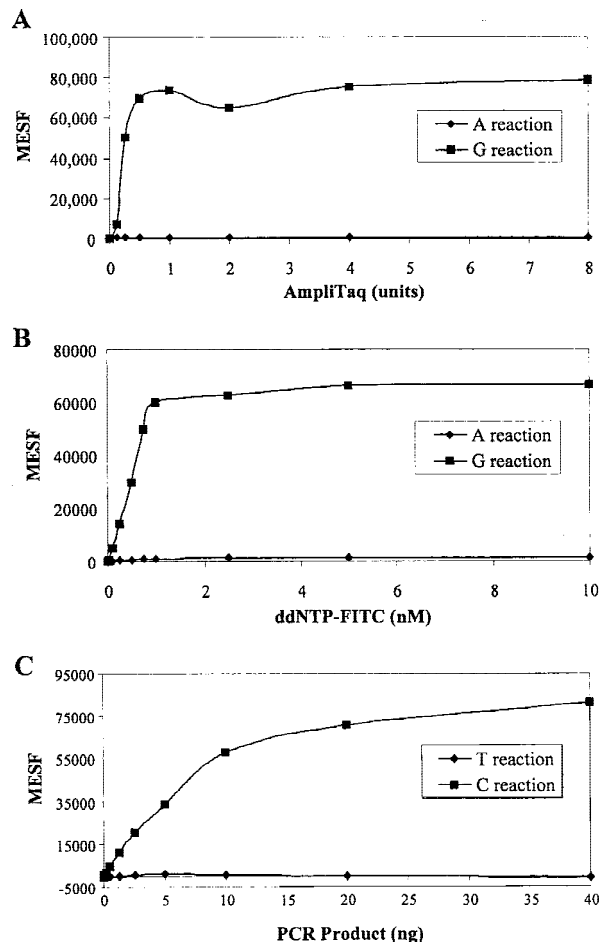 A
100,000
80,000
60,000
40,000
20,000
0
MESF
A reaction
G reaction
0 1 2 3 4 5 6 7 8
AmpliTaq (units)
B
80000
60000
40000
20000
0
MESF
A reaction
G reaction
0 2 4 6 8 10
ddNTP-FITC (nM)
C
95000
75000
55000
35000
15000
-5000
MESF
T reaction
C reaction
0 5 10 15 20 25 30 35 40
PCR Product (ng)